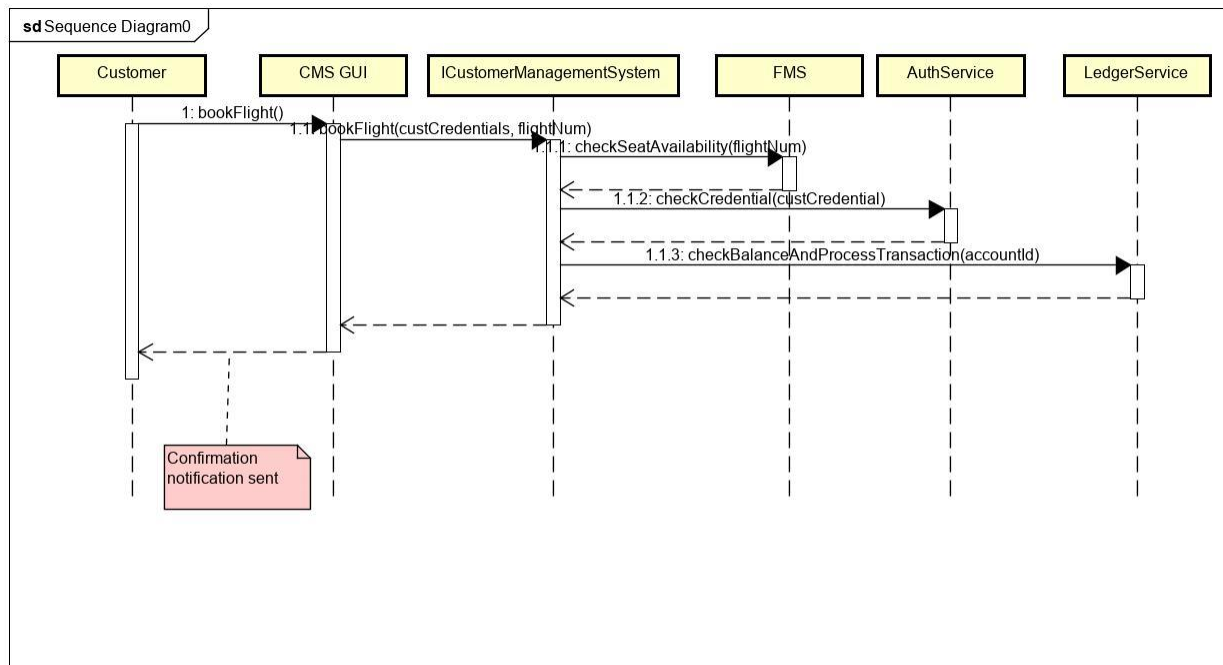 sd Sequence Diagram0
Customer
CMS GUI
ICustomerManagementSystem
FMS
AuthService
LedgerService
1: bookFlight()
1.1: bookFlight(custCredentials, flightNum)
1.1.1: checkSeatAvailability(flightNum)
1.1.2: checkCredential(custCredential)
1.1.3: checkBalanceAndProcessTransaction(accountId)
Confirmation
notification sent